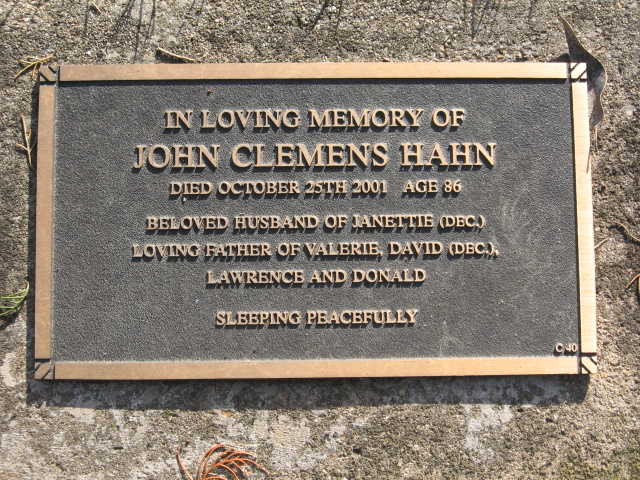 IN LOVING MEMORY OF
JOHN CLEMENS HAHN
DIED OCTOBER 25TH 2001 AGE 86
BELOVED HUSBAND OF JANETTIE (DEC.)
LOVING FATHER OF VALERIE, DAVID (DEC.),
LAWRENCE AND DONALD
SLEEPING PEACEFULLY
C 40